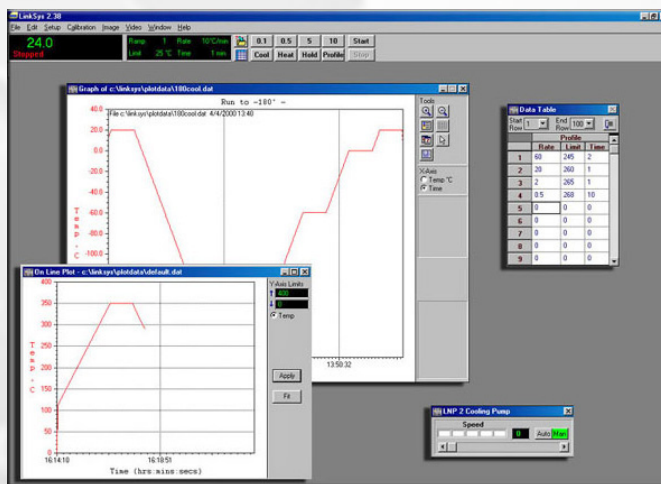 LinkSys 2.38
File Edit Setup Calibration Image Video Window Help
24.0
Stopped
Ramp 1 Rate 10°C/min
Limit 25 °C Time 1 min
0.1 0.5 5 10 Start
Cool Heat Hold Profile Stop
Graph of c:\linksys\plotdata\180cool.dat
Run to -180° -
File c:\linksys\plotdata\180cool.dat 4/4/2000 13:40
40.0
20.0
0.0
-20.0
-40.0
-60.0
-80.0
-100.0
Temp °C
13:50:32
Tools
X-Axis
Temp °C
Time
Data Table
Start Row 1 End Row 100
Profile
Rate Limit Time
1 60 245 2
2 20 260 1
3 2 265 1
4 0.5 268 10
5 0 0 0
6 0 0 0
7 0 0 0
8 0 0 0
9 0 0 0
On Line Plot - c:\linksys\plotdata\default.dat
400
350
300
250
200
150
100
50
0
Temp °C
16:14:10 16:19:51
Time (hrs:mins:secs)
Y-Axis Limits
400
0
Temp
Apply
Fit
LNP 2 Cooling Pump
Speed
0 Auto Man